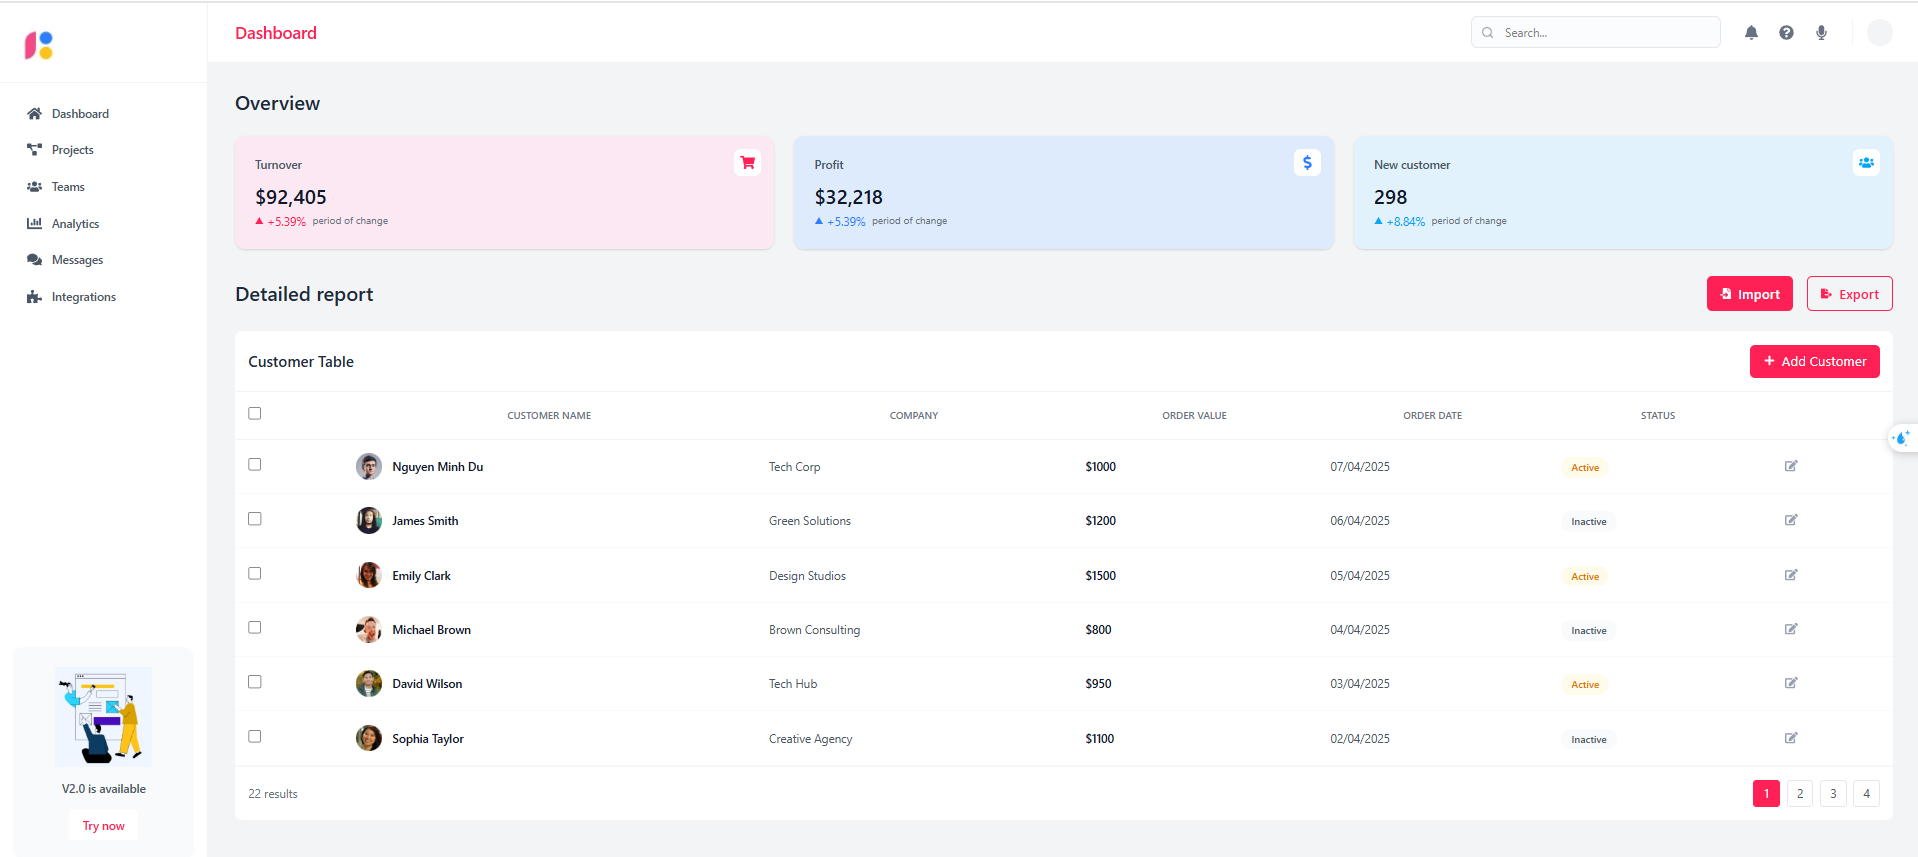 Dashboard
Search...
Dashboard
Projects
Teams
Analytics
Messages
Integrations
V2.0 is available
Try now
Overview
Turnover
$92,405
+5.39% period of change
Profit
$32,218
+5.39% period of change
New customer
298
+8.84% period of change
Detailed report
Import
Export
Customer Table
+ Add Customer
CUSTOMER NAME COMPANY ORDER VALUE ORDER DATE STATUS
Nguyen Minh Du Tech Corp $1000 07/04/2025 Active
James Smith Green Solutions $1200 06/04/2025 Inactive
Emily Clark Design Studios $1500 05/04/2025 Active
Michael Brown Brown Consulting $800 04/04/2025 Inactive
David Wilson Tech Hub $950 03/04/2025 Active
Sophia Taylor Creative Agency $1100 02/04/2025 Inactive
22 results 1 2 3 4